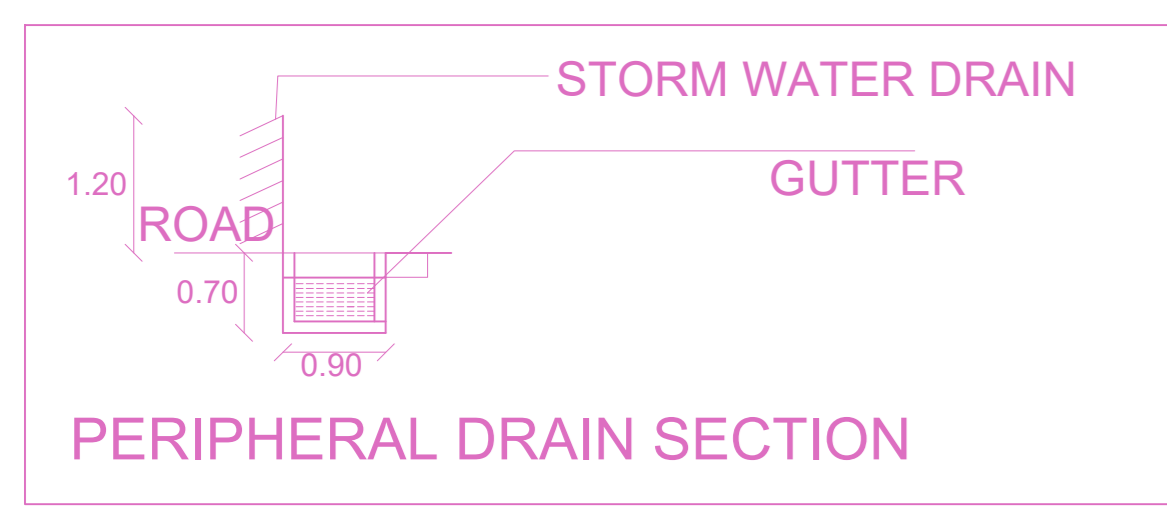 STORM WATER DRAIN
GUTTER
1.20
ROAD
0.70
0.90
PERIPHERAL DRAIN SECTION